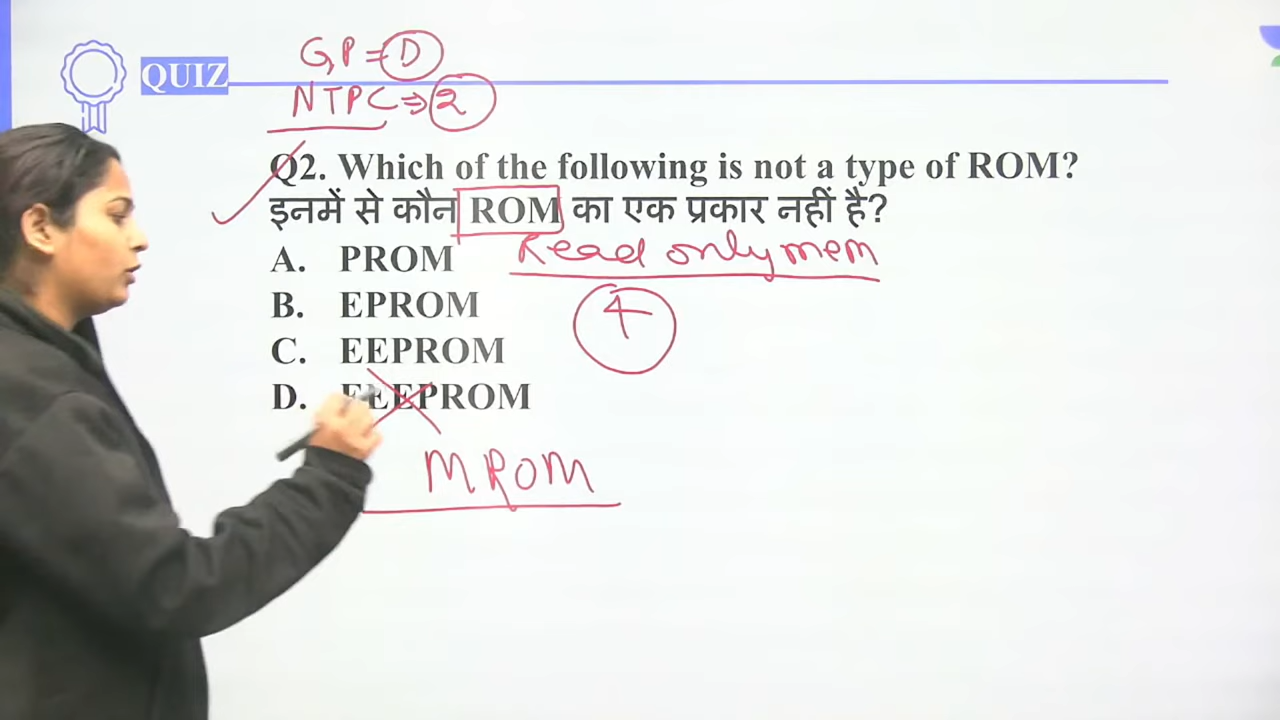 G,P ⇒ D
QUIZ
NTPC ⇒ 2
Q2. Which of the following is not a type of ROM?
इनमें से कौन ROM का एक प्रकार नहीं है?
A. PROM
Read only mem
B. EPROM
4
C. EEPROM
D. EEEPROM
MROM